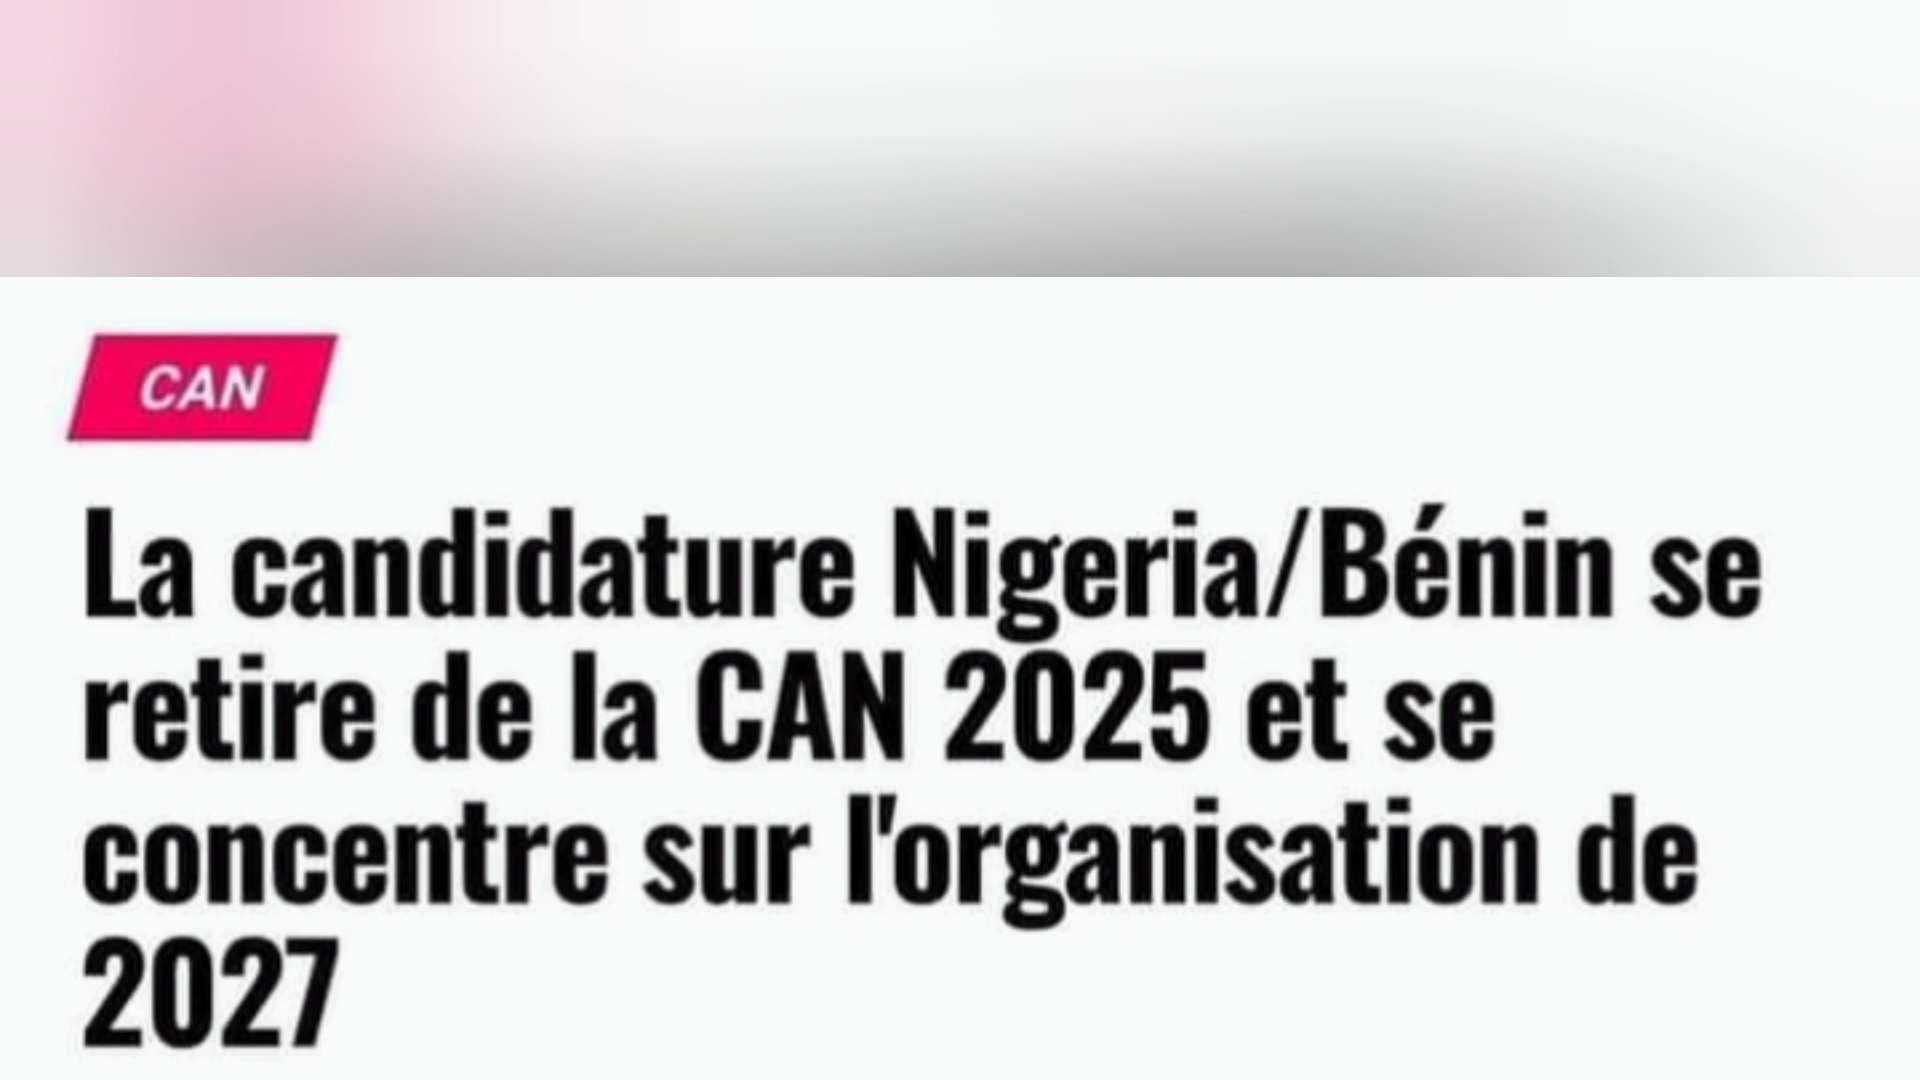 CAN
La candidature Nigeria/Bénin se
retire de la CAN 2025 et se
concentre sur l'organisation de
2027